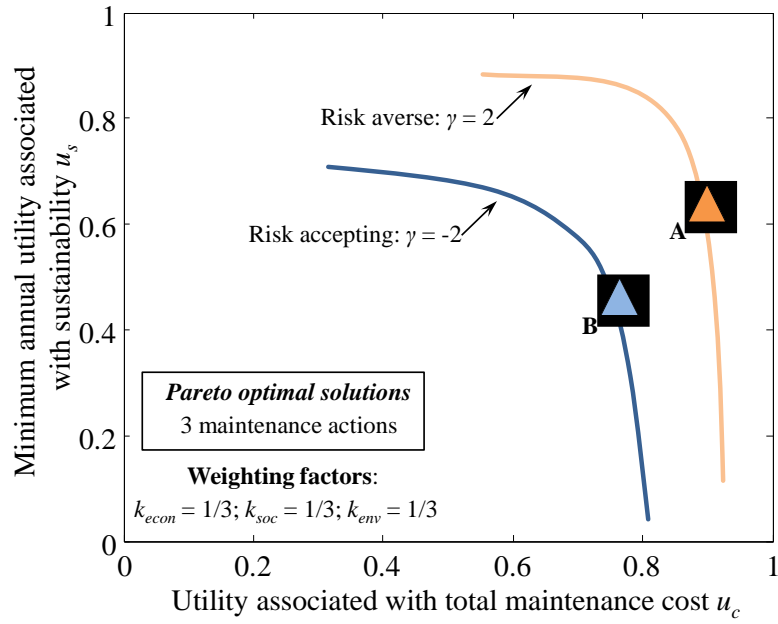 Minimum annual utility associated
with sustainability u_s
1
0.8
0.6
0.4
0.2
0
Risk averse: γ = 2
Risk accepting: γ = -2
A
B
Pareto optimal solutions
3 maintenance actions
Weighting factors:
k_econ = 1/3; k_soc = 1/3; k_env = 1/3
0 0.2 0.4 0.6 0.8 1
Utility associated with total maintenance cost u_c